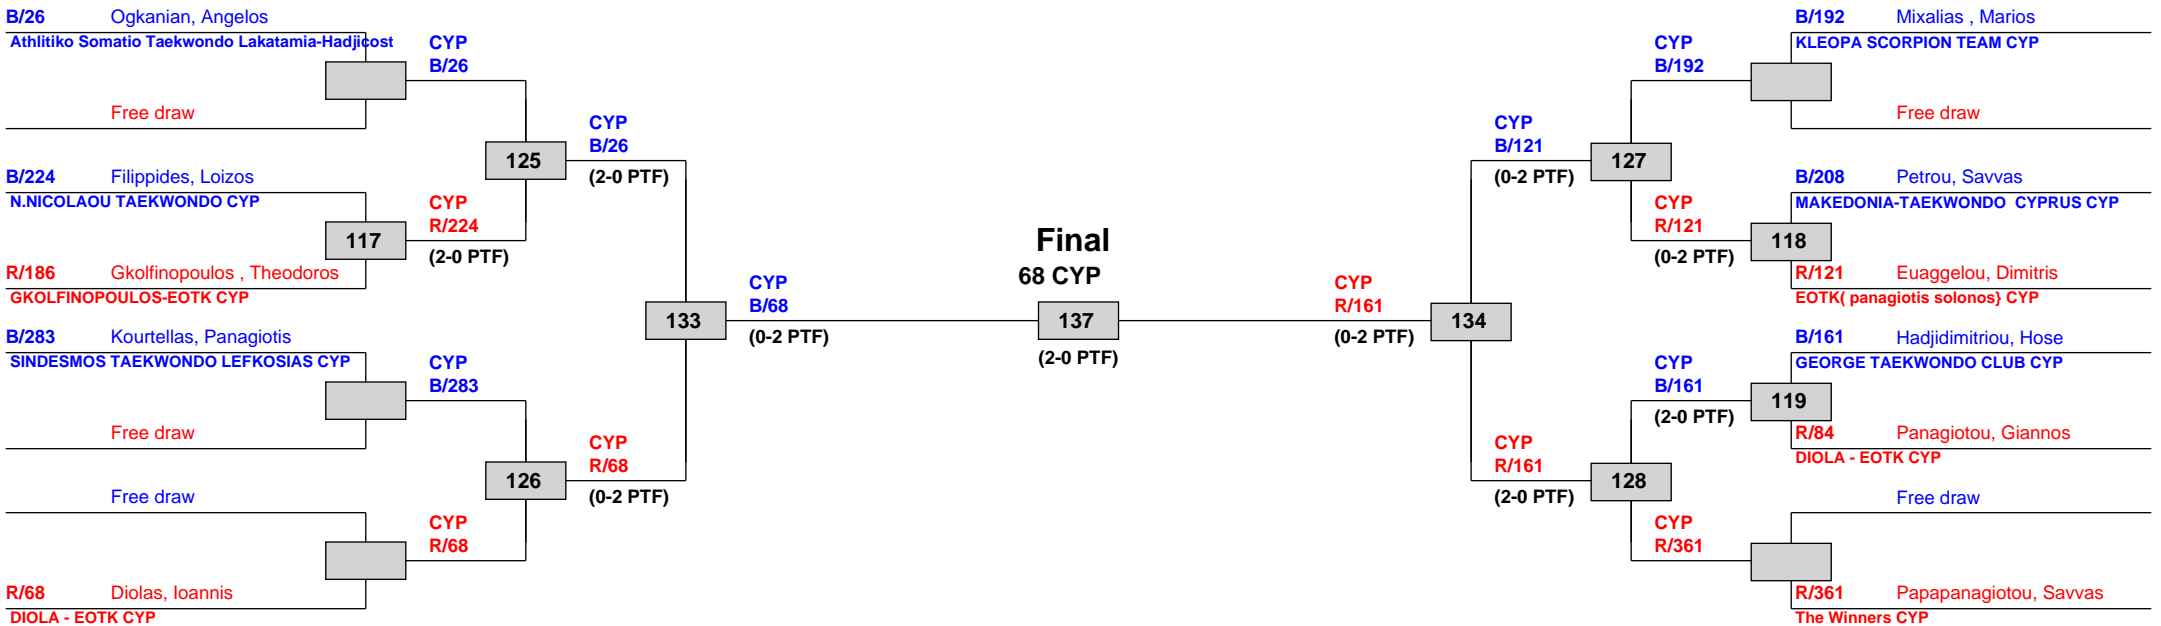 B/26 Ogkanian, Angelos
Athlitiko Somatio Taekwondo Lakatamia-Hadjicost
Free draw
B/224 Filippides, Loizos
N.NICOLAOU TAEKWONDO CYP
R/186 Gkolfinopoulos , Theodoros
GKOLFINOPOULOS-EOTK CYP
B/283 Kourtellas, Panagiotis
SINDESMOS TAEKWONDO LEFKOSIAS CYP
Free draw
Free draw
R/68 Diolas, Ioannis
DIOLA - EOTK CYP
CYP
B/26
117
CYP
R/224
(2-0 PTF)
CYP
B/283
CYP
R/68
125
CYP
B/26
(2-0 PTF)
126
CYP
R/68
(0-2 PTF)
133
CYP
B/68
(0-2 PTF)
Final
68 CYP
137
(2-0 PTF)
CYP
R/161
(0-2 PTF)
134
CYP
B/121
(0-2 PTF)
127
CYP
R/161
(2-0 PTF)
128
CYP
B/192
CYP
R/121
(0-2 PTF)
118
CYP
B/161
(2-0 PTF)
119
CYP
R/361
B/192 Mixalias , Marios
KLEOPA SCORPION TEAM CYP
Free draw
B/208 Petrou, Savvas
MAKEDONIA-TAEKWONDO  CYPRUS CYP
R/121 Euaggelou, Dimitris
EOTK( panagiotis solonos} CYP
B/161 Hadjidimitriou, Hose
GEORGE TAEKWONDO CLUB CYP
R/84 Panagiotou, Giannos
DIOLA - EOTK CYP
Free draw
R/361 Papapanagiotou, Savvas
The Winners CYP